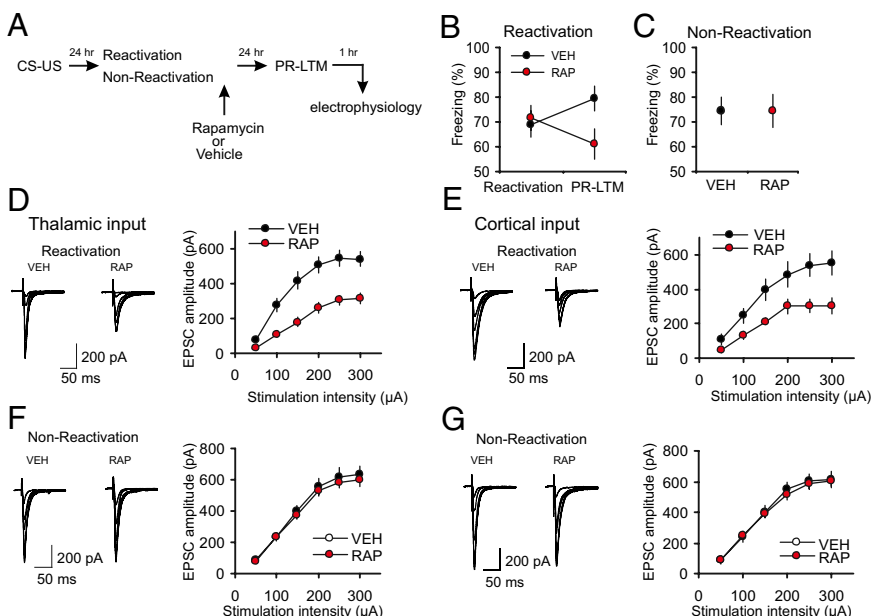 A
CS-US
24 hr
Reactivation
Non-Reactivation
24 hr
PR-LTM
1 hr
electrophysiology
Rapamycin
or
Vehicle
B
Reactivation
VEH
RAP
Freezing (%)
100
90
80
70
60
50
Reactivation PR-LTM
C
Non-Reactivation
Freezing (%)
100
90
80
70
60
50
VEH RAP
D
Thalamic input
Reactivation
VEH RAP
200 pA
50 ms
VEH
RAP
EPSC amplitude (pA)
600
400
200
0
0 100 200 300
Stimulation intensity (µA)
E
Cortical input
Reactivation
VEH RAP
200 pA
50 ms
VEH
RAP
EPSC amplitude (pA)
600
400
200
0
0 100 200 300
Stimulation intensity (µA)
F
Non-Reactivation
VEH RAP
200 pA
50 ms
EPSC amplitude (pA)
800
600
400
200
0
VEH
RAP
0 100 200 300
Stimulation intensity (µA)
G
Non-Reactivation
VEH RAP
200 pA
50 ms
EPSC amplitude (pA)
800
600
400
200
0
VEH
RAP
0 100 200 300
Stimulation intensity (µA)